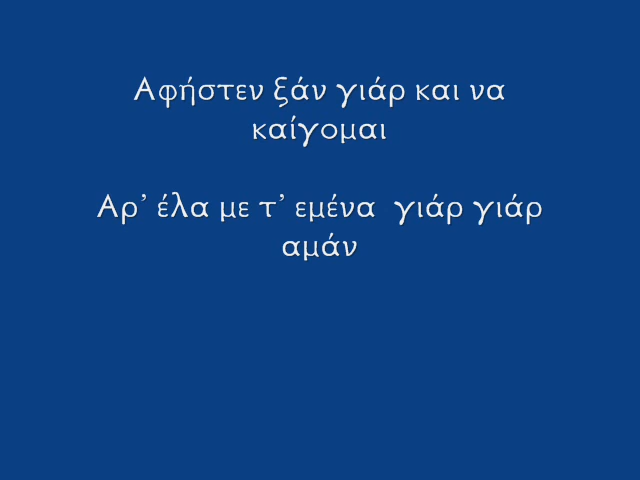 Αφήστεν ξάν γιάρ και να
καίγομαι
Αρ’ έλα με τ’ εμένα  γιάρ γιάρ
αμάν